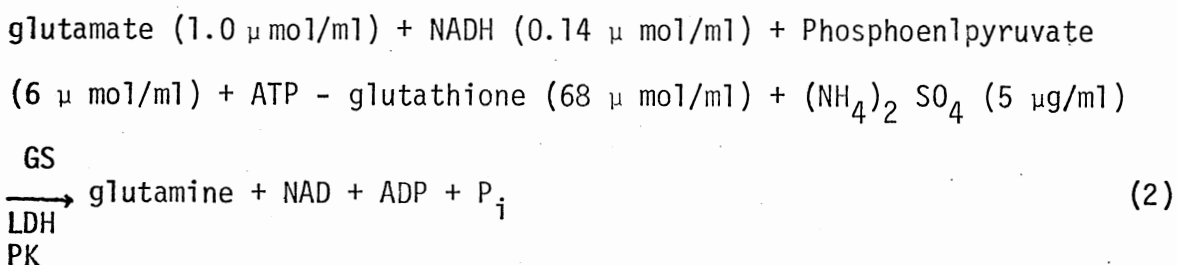 glutamate (1.0 μ mol/ml) + NADH (0.14 μ mol/ml) + Phosphoenlpyruvate
(6 μ mol/ml) + ATP - glutathione (68 μ mol/ml) + (NH₄)₂ SO₄ (5 μg/ml)
GS
→ glutamine + NAD + ADP + Pᵢ (2)
LDH
PK